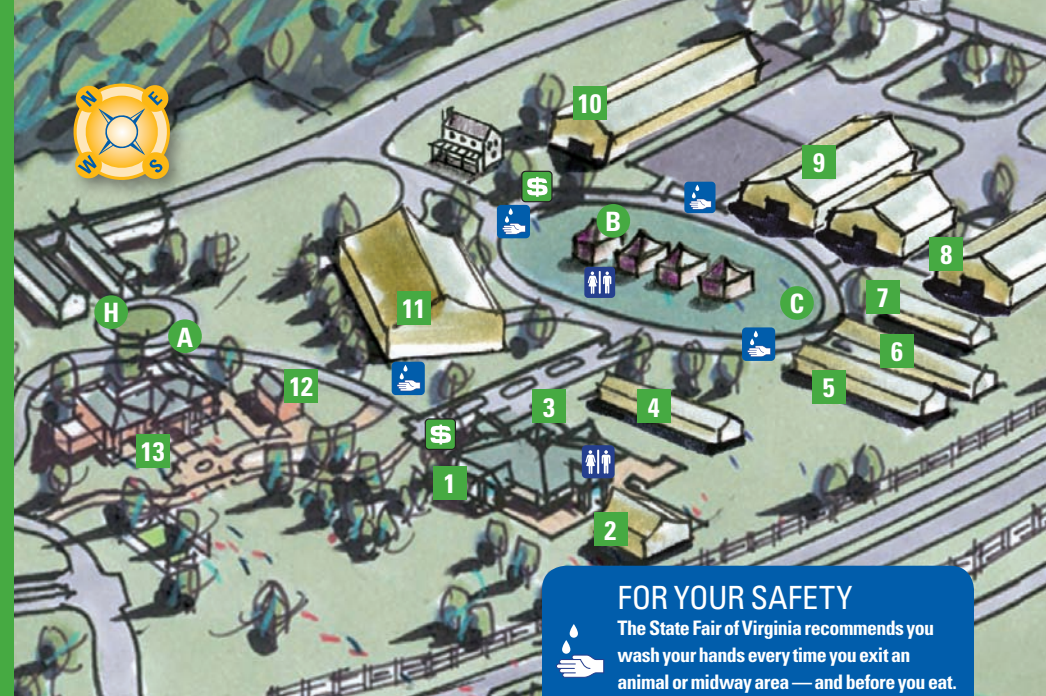 N
E
W
S
10
9
$
B
8
7
11
C
H
A
6
12
5
3
4
$
13
1
2
FOR YOUR SAFETY
The State Fair of Virginia recommends you
wash your hands every time you exit an
animal or midway area — and before you eat.